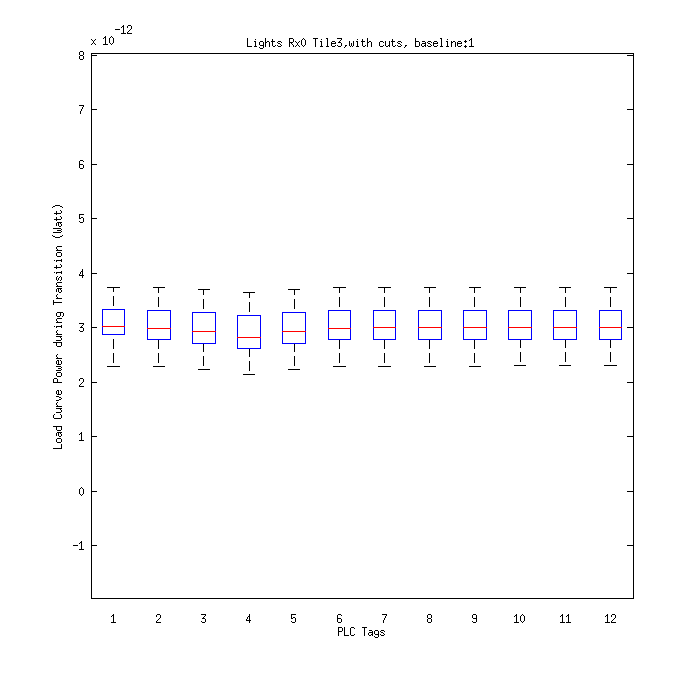 x 10-12
Lights Rx0 Tile3,with cuts, baseline:1
8
7
6
5
4
3
2
1
0
-1
Load Curve Power during Transition (Watt)
1 2 3 4 5 6 7 8 9 10 11 12
PLC Tags